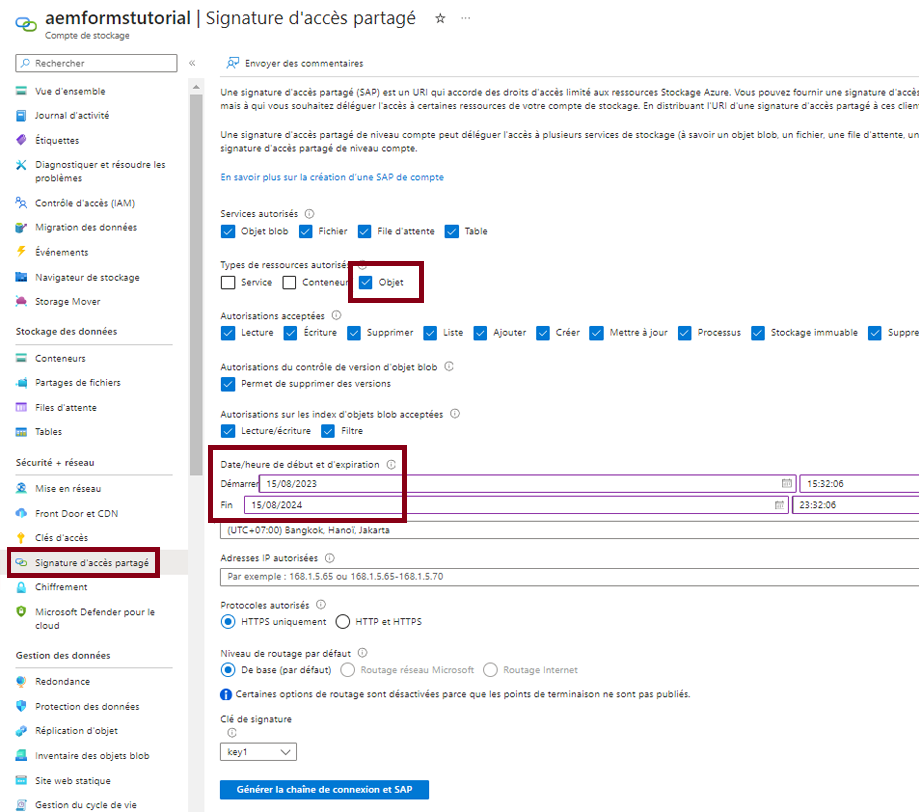 aemformstutorial | Signature d'accès partagé
Compte de stockage
Rechercher
Vue d'ensemble
Journal d'activité
Étiquettes
Diagnostiquer et résoudre les
problèmes
Contrôle d'accès (IAM)
Migration des données
Événements
Navigateur de stockage
Storage Mover
Stockage des données
Conteneurs
Partages de fichiers
Files d'attente
Tables
Sécurité + réseau
Mise en réseau
Front Door et CDN
Clés d'accès
Signature d'accès partagé
Chiffrement
Microsoft Defender pour le
cloud
Gestion des données
Redondance
Protection des données
Réplication d'objet
Inventaire des objets blob
Site web statique
Gestion du cycle de vie
Envoyer des commentaires
Une signature d'accès partagé (SAP) est un URI qui accorde des droits d'accès limité aux ressources Stockage Azure. Vous pouvez fournir une signature d'accès
mais à qui vous souhaitez déléguer l'accès à certaines ressources de votre compte de stockage. En distribuant l'URI d'une signature d'accès partagé à ces clien
Une signature d'accès partagé de niveau compte peut déléguer l'accès à plusieurs services de stockage (à savoir un objet blob, un fichier, une file d'attente, un
signature d'accès partagé de niveau compte.
En savoir plus sur la création d'une SAP de compte
Services autorisés
Objet blob Fichier File d'attente Table
Types de ressources autorisés
Service Conteneur Objet
Autorisations acceptées
Lecture Écriture Supprimer Liste Ajouter Créer Mettre à jour Processus Stockage immuable Suppre
Autorisations du contrôle de version d'objet blob
Permet de supprimer des versions
Autorisations sur les index d'objets blob acceptées
Lecture/écriture Filtre
Date/heure de début et d'expiration
Démarrer 15/08/2023 15:32:06
Fin 15/08/2024 23:32:06
(UTC+07:00) Bangkok, Hanoï, Jakarta
Adresses IP autorisées
Par exemple : 168.1.5.65 ou 168.1.5.65-168.1.5.70
Protocoles autorisés
HTTPS uniquement HTTP et HTTPS
Niveau de routage par défaut
De base (par défaut) Routage réseau Microsoft Routage Internet
Certaines options de routage sont désactivées parce que les points de terminaison ne sont pas publiés.
Clé de signature
key1
Générer la chaîne de connexion et SAP